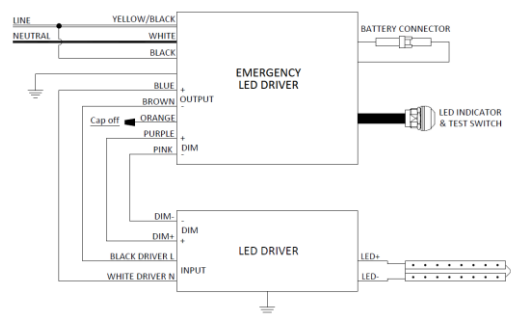 LINE
YELLOW/BLACK
NEUTRAL
WHITE
BLACK
BATTERY CONNECTOR
EMERGENCY
LED DRIVER
BLUE
+
OUTPUT
BROWN
-
Cap off
ORANGE
PURPLE
+
DIM
PINK
-
LED INDICATOR
& TEST SWITCH
DIM-
-
DIM
DIM+
+
LED DRIVER
BLACK DRIVER L
INPUT
WHITE DRIVER N
LED+
LED-